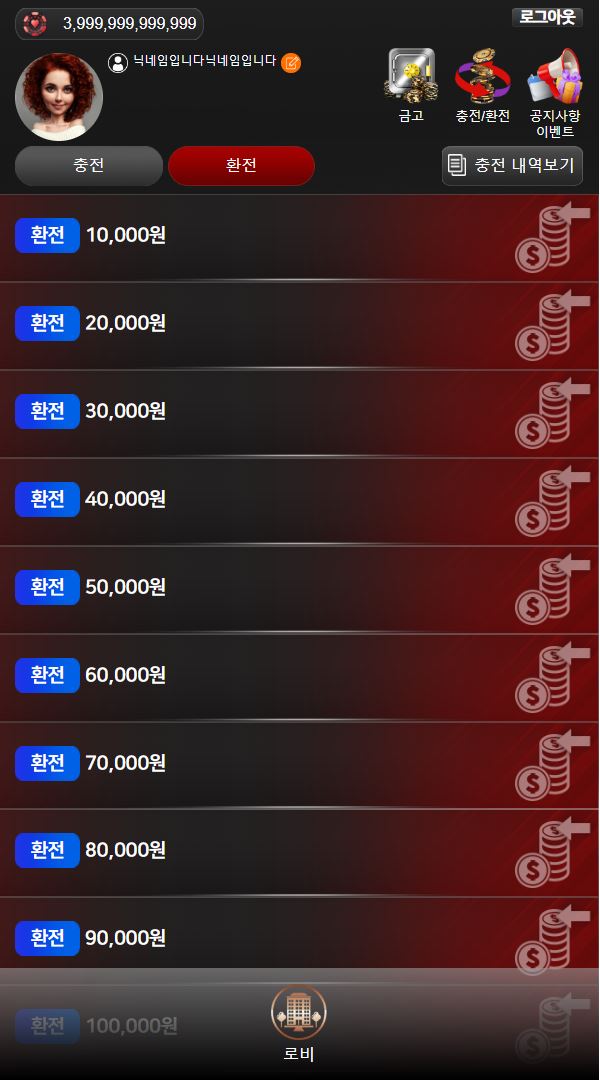 3,999,999,999,999
로그아웃
닉네임입니다닉네임입니다
금고
충전/환전
공지사항
이벤트
충전
환전
충전 내역보기
환전 10,000원
환전 20,000원
환전 30,000원
환전 40,000원
환전 50,000원
환전 60,000원
환전 70,000원
환전 80,000원
환전 90,000원
환전 100,000원
로비